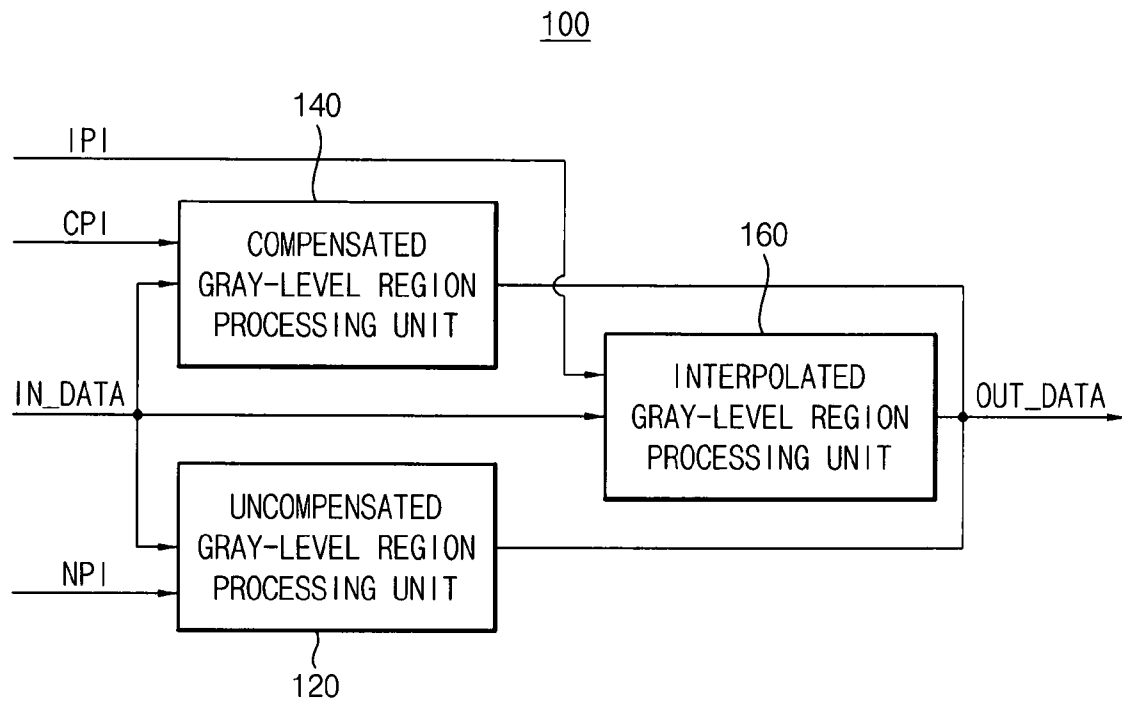 100
140
IPI
CPI
COMPENSATED
GRAY-LEVEL REGION
PROCESSING UNIT
160
IN_DATA
INTERPOLATED
GRAY-LEVEL REGION
PROCESSING UNIT
OUT_DATA
UNCOMPENSATED
GRAY-LEVEL REGION
PROCESSING UNIT
NPI
120